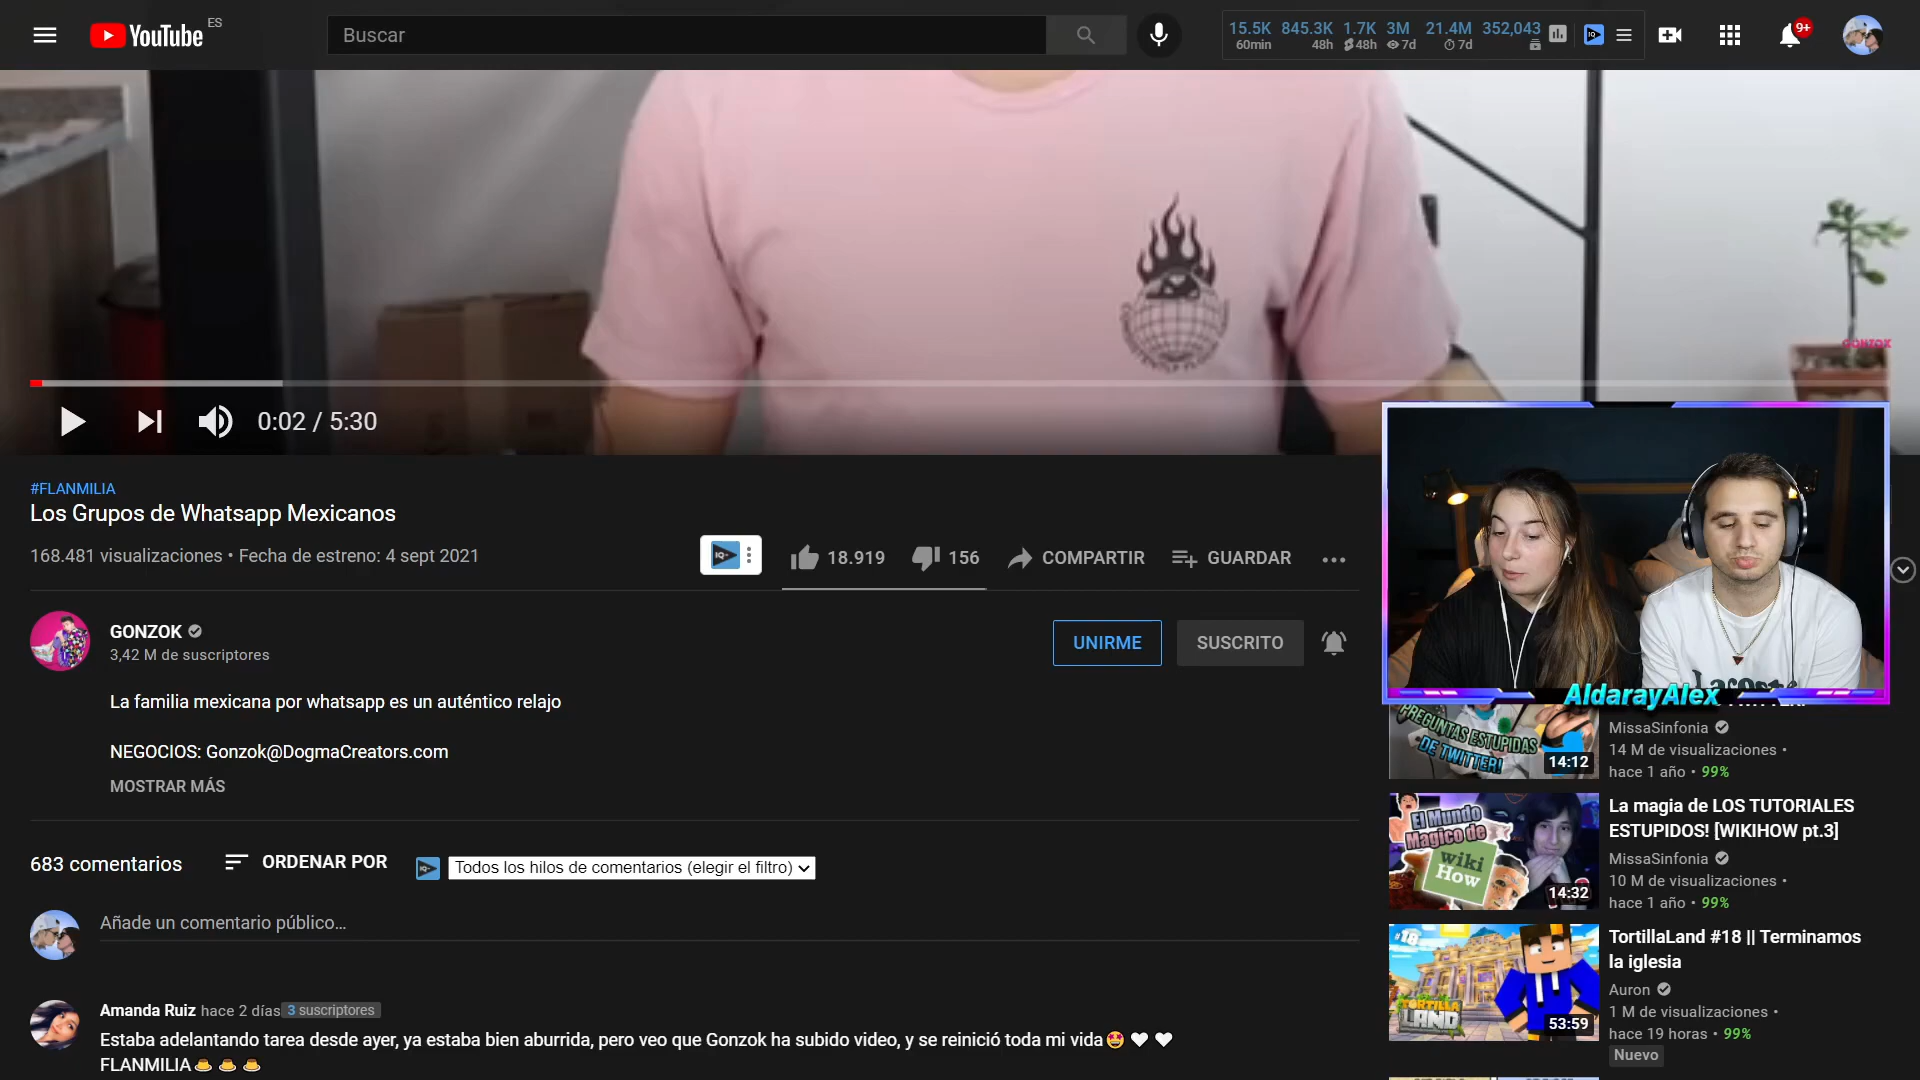 YouTube ES
Buscar
15.5K 845.3K 1.7K 3M 21.4M 352,043
60min 48h 48h 7d 7d
IQ
9+
GONZOK
0:02 / 5:30
#FLANMILIA
Los Grupos de Whatsapp Mexicanos
168.481 visualizaciones • Fecha de estreno: 4 sept 2021
IQ
18.919 156 COMPARTIR GUARDAR
GONZOK
3,42 M de suscriptores
UNIRME SUSCRITO
La familia mexicana por whatsapp es un auténtico relajo
NEGOCIOS: Gonzok@DogmaCreators.com
MOSTRAR MÁS
683 comentarios
ORDENAR POR
Todos los hilos de comentarios (elegir el filtro)
Añade un comentario público...
Amanda Ruiz hace 2 días 3 suscriptores
Estaba adelantando tarea desde ayer, ya estaba bien aburrida, pero veo que Gonzok ha subido video, y se reinició toda mi vida🤩 🤍 🤍
FLANMILIA🍮 🍮 🍮
Lacoste
AldarayAlex
PREGUNTAS ESTUPIDAS
DE TWITTER!
14:12
MissaSinfonia
14 M de visualizaciones •
hace 1 año • 99%
El Mundo
Magico de
wiki
How
14:32
La magia de LOS TUTORIALES
ESTUPIDOS! [WIKIHOW pt.3]
MissaSinfonia
10 M de visualizaciones •
hace 1 año • 99%
#18
TORTILLA
LAND
53:59
TortillaLand #18 || Terminamos
la iglesia
Auron
1 M de visualizaciones •
hace 19 horas • 99%
Nuevo